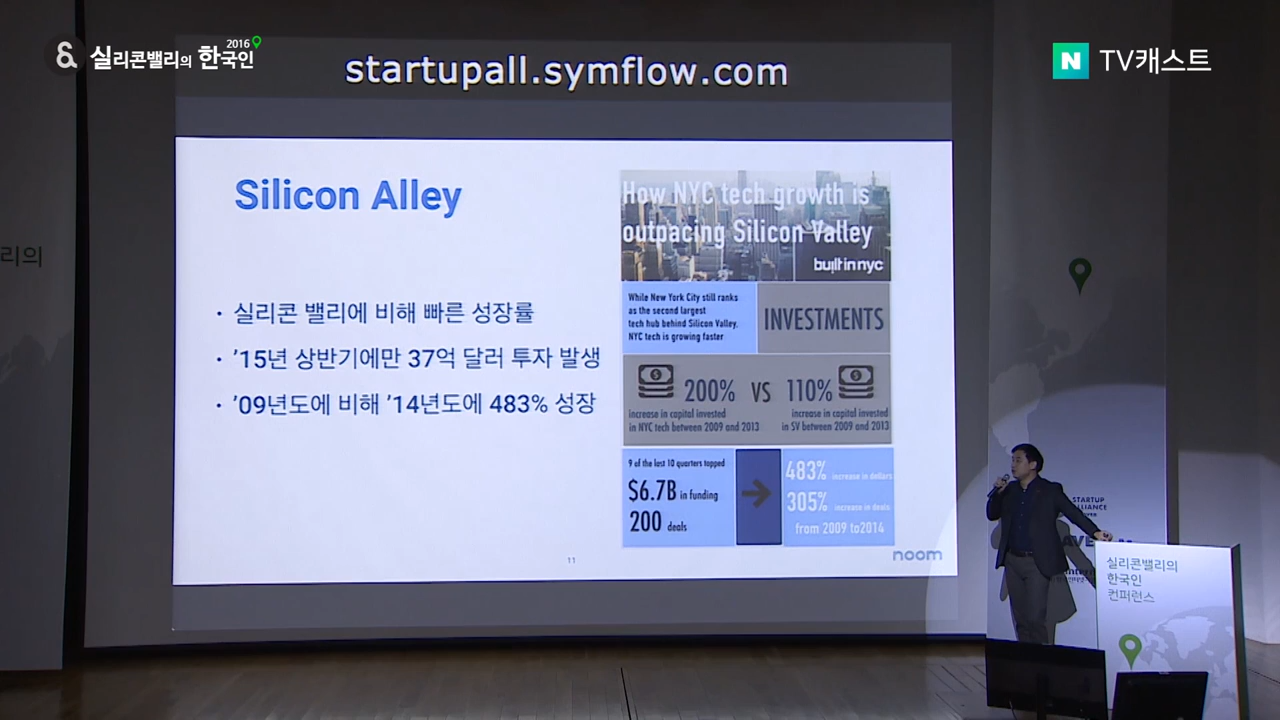 &
실리콘밸리의 한국인
2016
startupall.symflow.com
N TV캐스트
리의
Silicon Alley
· 실리콘 밸리에 비해 빠른 성장률
· ’15년 상반기에만 37억 달러 투자 발생
· ’09년도에 비해 ’14년도에 483% 성장
How NYC tech growth is
outpacing Silicon Valley
built in nyc
While New York City still ranks
as the second largest
tech hub behind Silicon Valley,
NYC tech is growing faster
INVESTMENTS
200% VS 110%
increase in capital invested
in NYC tech between 2009 and 2013
increase in capital invested
in SV between 2009 and 2013
9 of the last 10 quarters topped
$6.7B in funding
200 deals
483% increase in dollars
305% increase in deals
from 2009 to2014
11
noom
STARTUP
실리콘밸리의
한국인
컨퍼런스